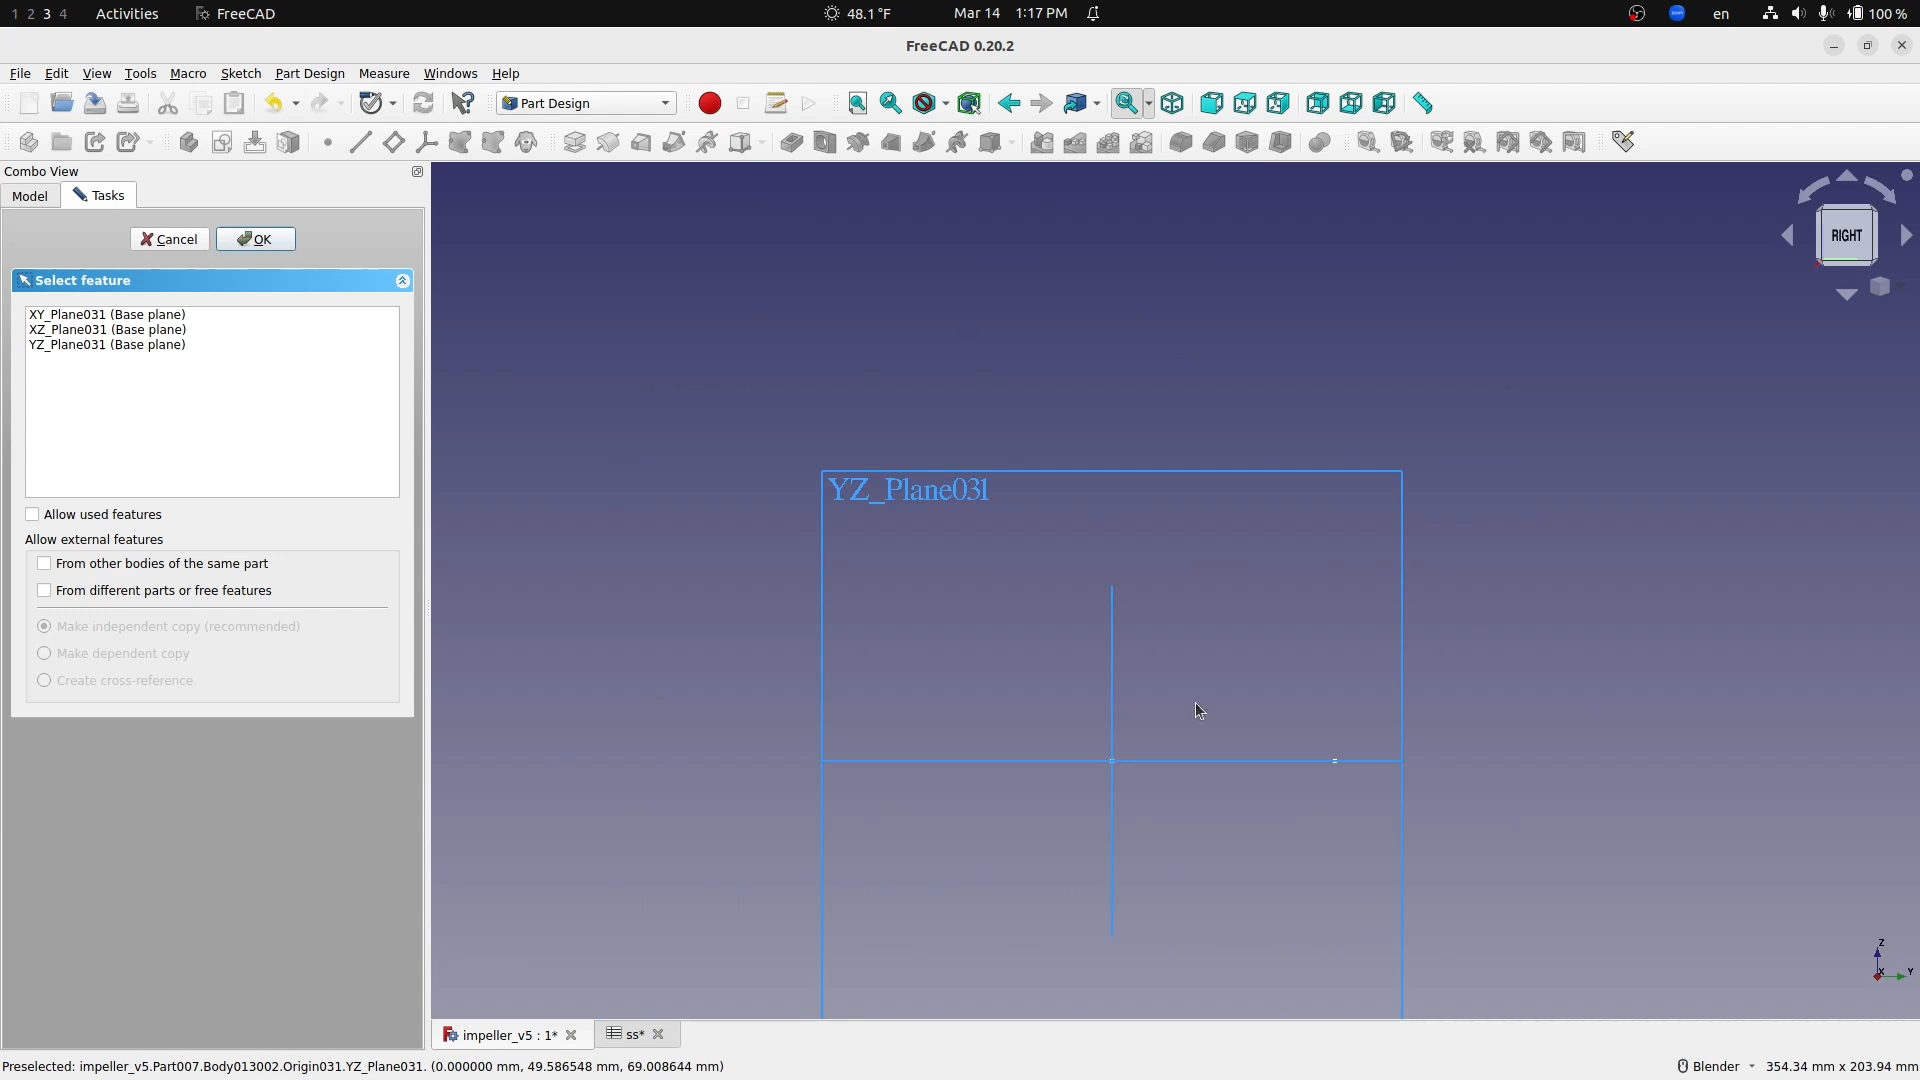 1 2 3 4 Activities FreeCAD 48.1 °F Mar 14 1:17 PM en 100 %
FreeCAD 0.20.2
File Edit View Tools Macro Sketch Part Design Measure Windows Help
Part Design
Combo View
Model Tasks
Cancel OK
Select feature
XY_Plane031 (Base plane)
XZ_Plane031 (Base plane)
YZ_Plane031 (Base plane)
Allow used features
Allow external features
From other bodies of the same part
From different parts or free features
Make independent copy (recommended)
Make dependent copy
Create cross-reference
RIGHT
YZ_Plane031
Z
X Y
impeller_v5 : 1* ss*
Preselected: impeller_v5.Part007.Body013002.Origin031.YZ_Plane031. (0.000000 mm, 49.586548 mm, 69.008644 mm) Blender 354.34 mm x 203.94 mm